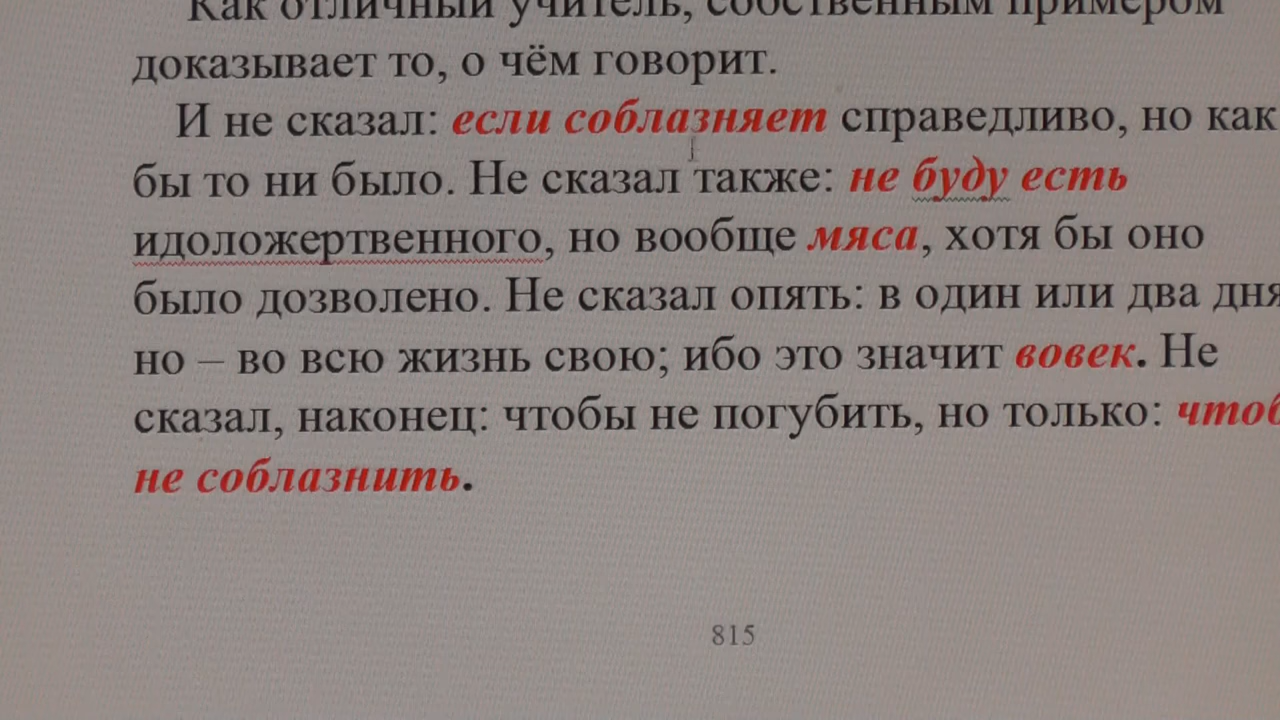 Как отличный учитель, собственным примером
доказывает то, о чём говорит.
И не сказал: если соблазняет справедливо, но как
бы то ни было. Не сказал также: не буду есть
идоложертвенного, но вообще мяса, хотя бы оно
было дозволено. Не сказал опять: в один или два дня
но – во всю жизнь свою; ибо это значит вовек. Не
сказал, наконец: чтобы не погубить, но только: чтоб
не соблазнить.
815